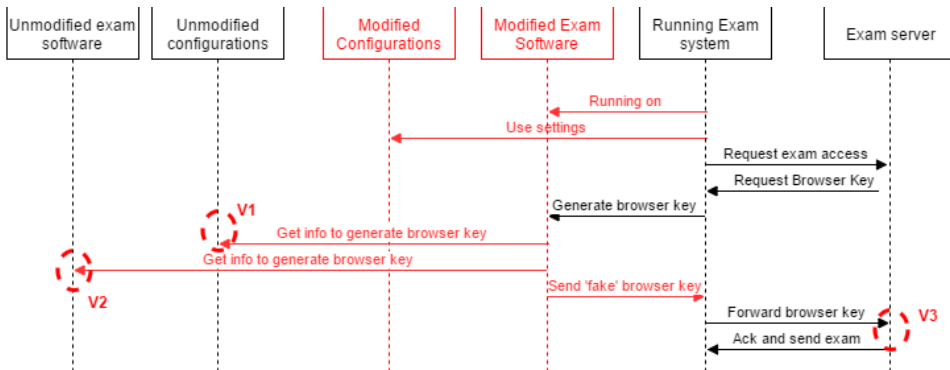 Unmodified exam
software
Unmodified
configurations
Modified
Configurations
Modified Exam
Software
Running Exam
system
Exam server
Running on
Use settings
Request exam access
Request Browser Key
Generate browser key
V1
Get info to generate browser key
Get info to generate browser key
V2
Send 'fake' browser key
Forward browser key
V3
Ack and send exam